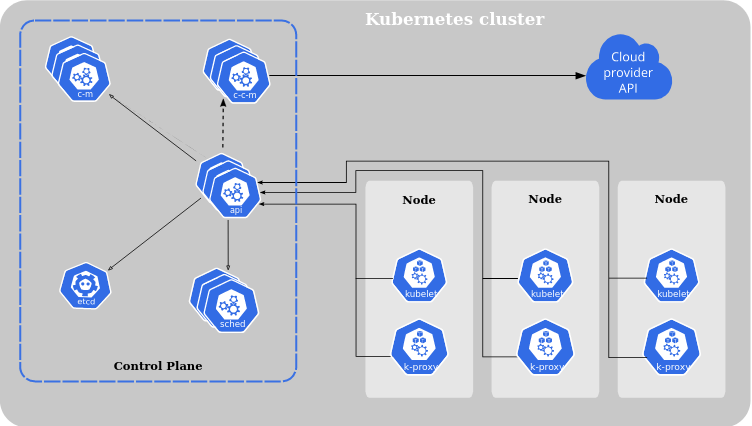 Kubernetes cluster
c-m
c-c-m
Cloud
provider
API
api
Node
Node
Node
etcd
sched
kubelet
kubelet
kubelet
k-proxy
k-proxy
k-proxy
Control Plane